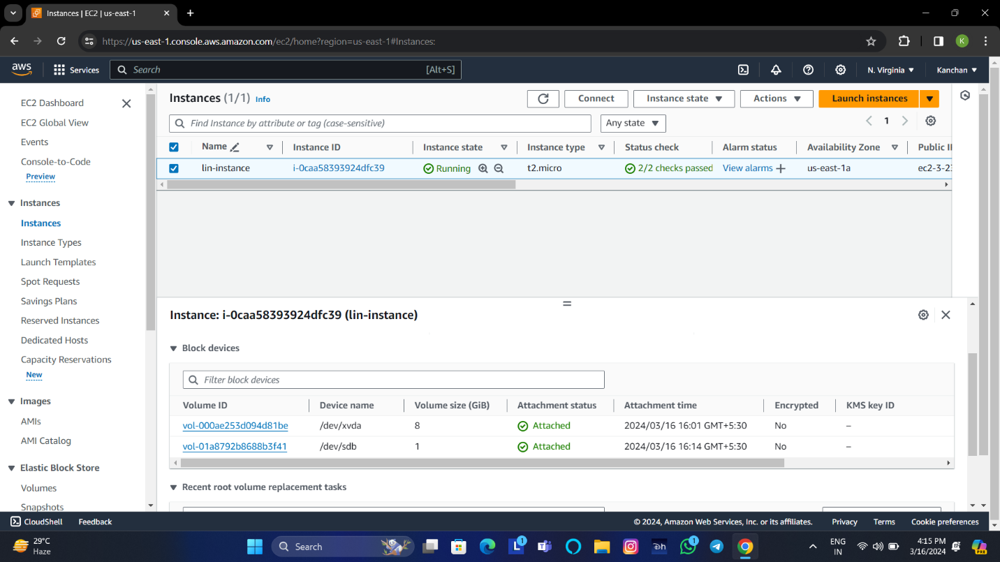 Instances | EC2 | us-east-1
https://us-east-1.console.aws.amazon.com/ec2/home?region=us-east-1#Instances:
K
aws Services Search [Alt+S] N. Virginia Kanchan
EC2 Dashboard
EC2 Global View
Events
Console-to-Code
Preview
Instances
Instances
Instance Types
Launch Templates
Spot Requests
Savings Plans
Reserved Instances
Dedicated Hosts
Capacity Reservations
New
Images
AMIs
AMI Catalog
Elastic Block Store
Volumes
Snapshots
Instances (1/1) Info Connect Instance state Actions Launch instances
Find Instance by attribute or tag (case-sensitive) Any state 1
Name Instance ID Instance state Instance type Status check Alarm status Availability Zone Public
lin-instance i-0caa58393924dfc39 Running t2.micro 2/2 checks passed View alarms us-east-1a ec2-3-2
Instance: i-0caa58393924dfc39 (lin-instance)
Block devices
Filter block devices
Volume ID Device name Volume size (GiB) Attachment status Attachment time Encrypted KMS key ID
vol-000ae253d094d81be /dev/xvda 8 Attached 2024/03/16 16:01 GMT+5:30 No –
vol-01a8792b8688b3f41 /dev/sdb 1 Attached 2024/03/16 16:14 GMT+5:30 No –
Recent root volume replacement tasks
CloudShell Feedback © 2024, Amazon Web Services, Inc. or its affiliates. Privacy Terms Cookie preferences
29°C
Haze
Search
L 1
1
ENG
IN
4:15 PM
3/16/2024
PRE